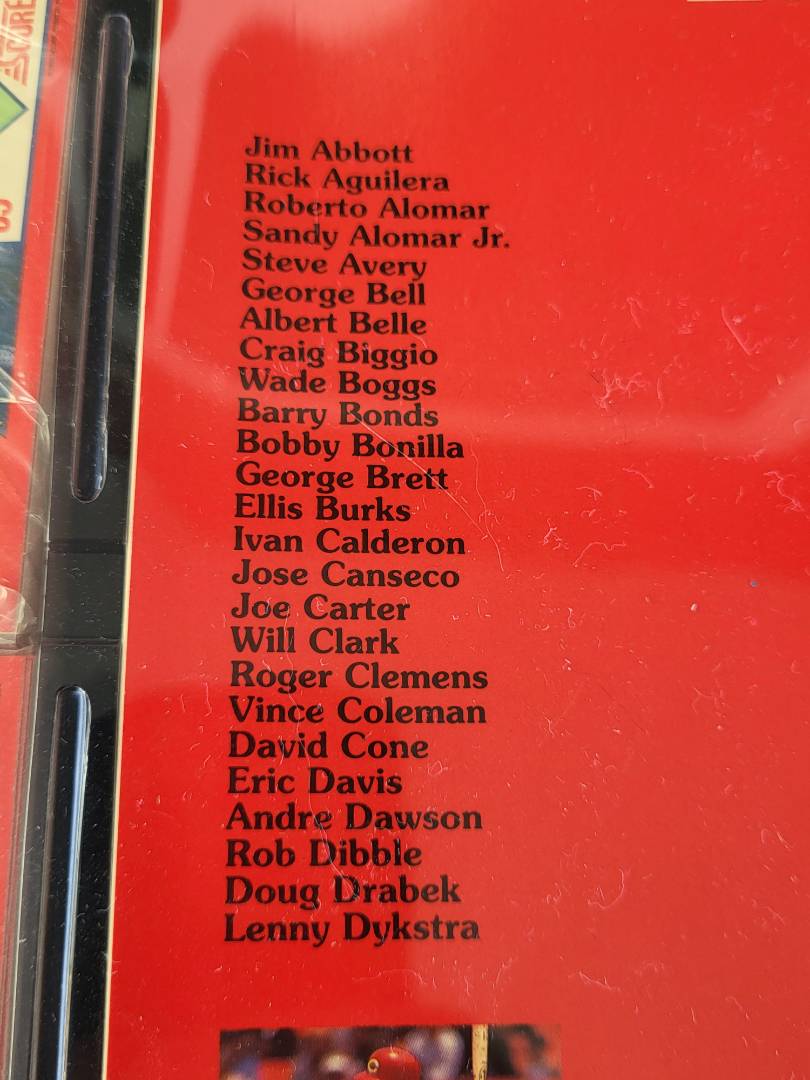 SCORE
Jim Abbott
Rick Aguilera
Roberto Alomar
Sandy Alomar Jr.
Steve Avery
George Bell
Albert Belle
Craig Biggio
Wade Boggs
Barry Bonds
Bobby Bonilla
George Brett
Ellis Burks
Ivan Calderon
Jose Canseco
Joe Carter
Will Clark
Roger Clemens
Vince Coleman
David Cone
Eric Davis
Andre Dawson
Rob Dibble
Doug Drabek
Lenny Dykstra